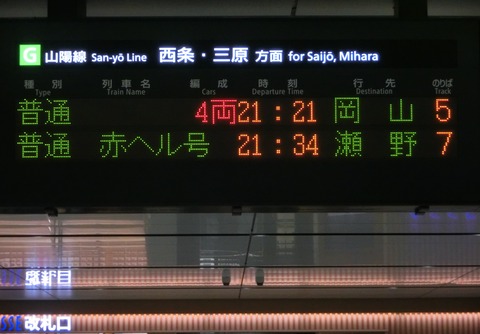 G 山陽線 San-yō Line 西条・三原 方面 for Saijō, Mihara
種別 列車名 編成 時刻 行先 のりば
Type Train Name Cars Departure Time Destination Track
普通 4両 21:21 岡山 5
普通 赤ヘル号 21:34 瀬野 7
改札口